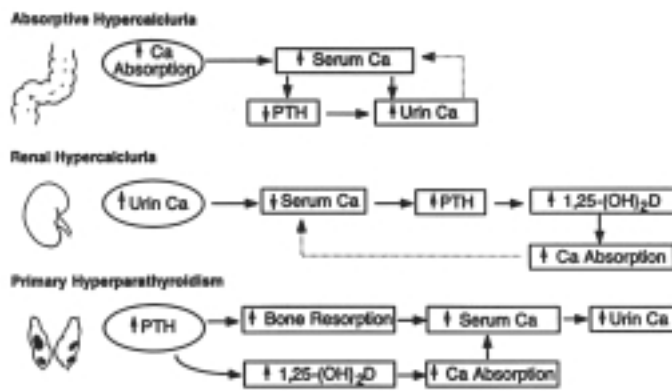 Absorptive Hypercalciuria
↑ Ca
Absorption
↑ Serum Ca
↓ PTH
↑ Urin Ca
Renal Hypercalciuria
↑ Urin Ca
↓ Serum Ca
↑ PTH
↑ 1,25-(OH)₂D
↑ Ca Absorption
Primary Hyperparathyroidism
↑ PTH
↑ Bone Resorption
↑ Serum Ca
↑ Urin Ca
↑ 1,25-(OH)₂D
↑ Ca Absorption